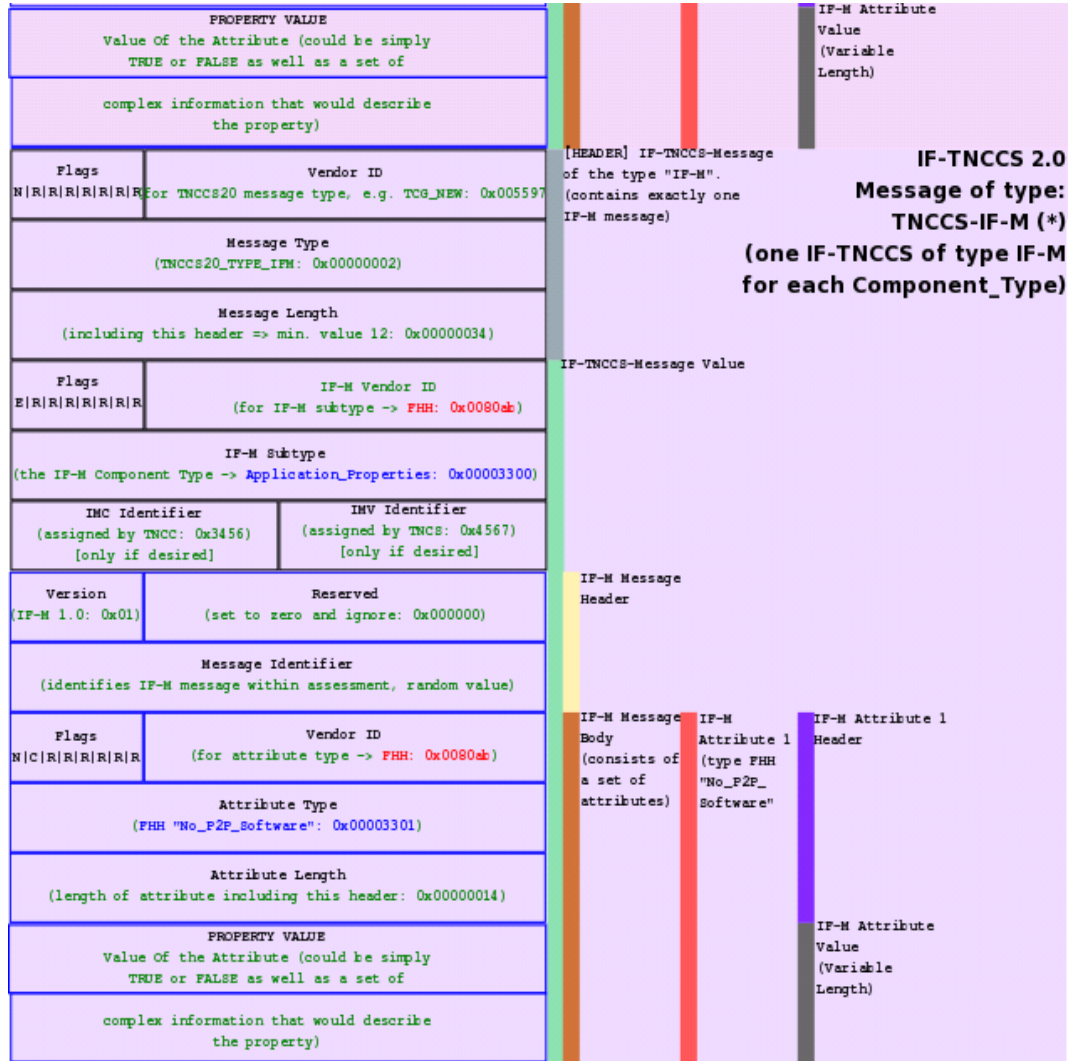 PROPERTY VALUE
Value Of the Attribute (could be simply
TRUE or FALSE as well as a set of
complex information that would describe
the property)
IF-M Attribute
Value
(Variable
Length)
Flags
N|R|R|R|R|R|R|R
Vendor ID
for TNCCS20 message type, e.g. TCG_NEW: 0x005597
Message Type
(TNCCS20_TYPE_IFM: 0x00000002)
Message Length
(including this header => min. value 12: 0x00000034)
[HEADER] IF-TNCCS-Message
of the type "IF-M".
(contains exactly one
IF-M message)
IF-TNCCS 2.0
Message of type:
TNCCS-IF-M (*)
(one IF-TNCCS of type IF-M
for each Component_Type)
Flags
E|R|R|R|R|R|R|R
IF-M Vendor ID
(for IF-M subtype -> FHH: 0x0080ab)
IF-M Subtype
(the IF-M Component Type -> Application_Properties: 0x00003300)
IMC Identifier
(assigned by TNCC: 0x3456)
[only if desired]
IMV Identifier
(assigned by TNCS: 0x4567)
[only if desired]
IF-TNCCS-Message Value
Version
(IF-M 1.0: 0x01)
Reserved
(set to zero and ignore: 0x000000)
Message Identifier
(identifies IF-M message within assessment, random value)
IF-M Message
Header
Flags
N|C|R|R|R|R|R|R
Vendor ID
(for attribute type -> FHH: 0x0080ab)
Attribute Type
(FHH "No_P2P_Software": 0x00003301)
Attribute Length
(length of attribute including this header: 0x00000014)
IF-M Message
Body
(consists of
a set of
attributes)
IF-M
Attribute 1
(type FHH
"No_P2P_
Software"
IF-M Attribute 1
Header
PROPERTY VALUE
Value Of the Attribute (could be simply
TRUE or FALSE as well as a set of
complex information that would describe
the property)
IF-M Attribute
Value
(Variable
Length)